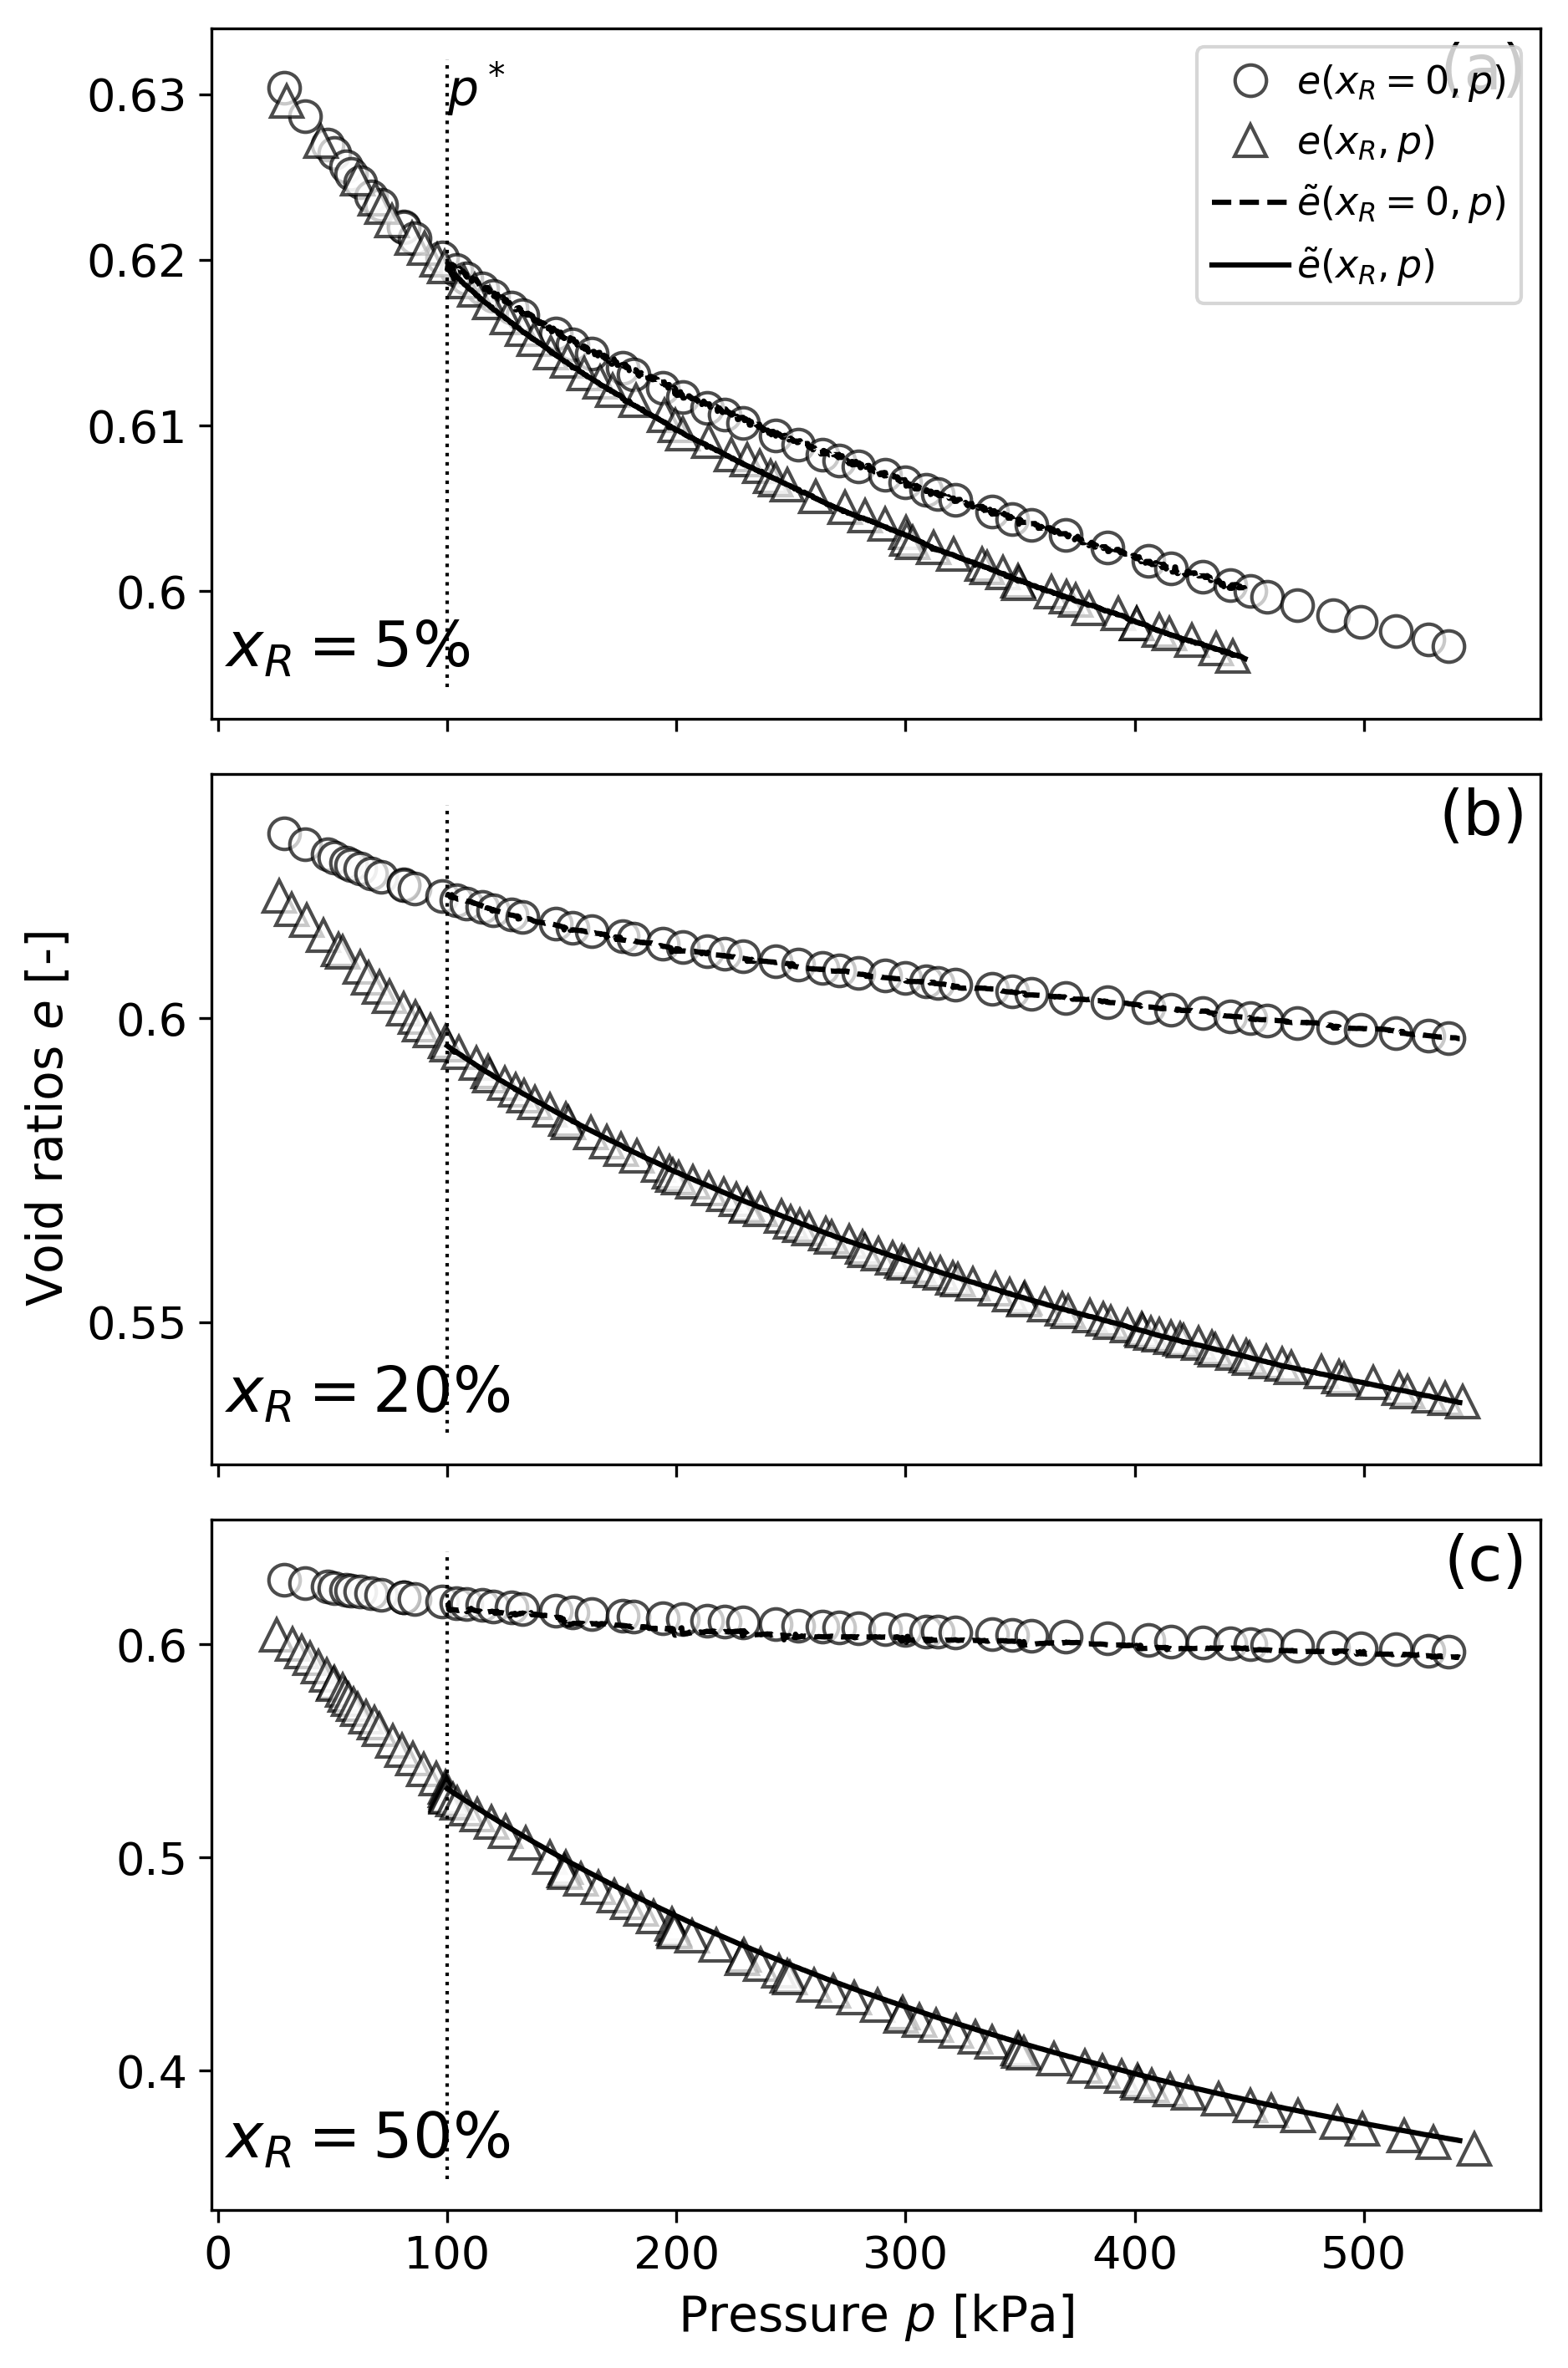 (a)
p*
e(x_R = 0, p)
e(x_R, p)
ẽ(x_R = 0, p)
ẽ(x_R, p)
0.63
0.62
0.61
0.6
x_R = 5%
(b)
0.6
0.55
x_R = 20%
Void ratios e [-]
(c)
0.6
0.5
0.4
x_R = 50%
0 100 200 300 400 500
Pressure p [kPa]